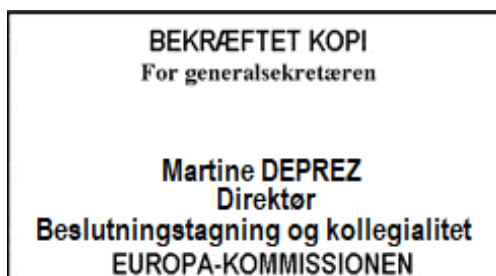 BEKRÆFTET KOPI
For generalsekretæren
Martine DEPREZ
Direktør
Beslutningstagning og kollegialitet
EUROPA-KOMMISSIONEN